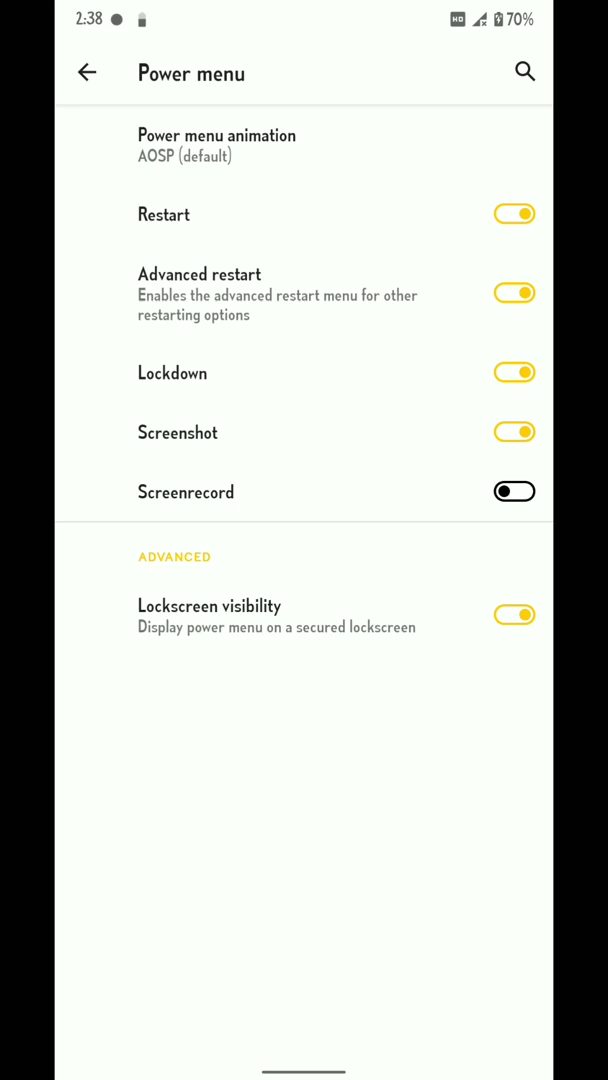 2:38
HD
70%
Power menu
Power menu animation
AOSP (default)
Restart
Advanced restart
Enables the advanced restart menu for other
restarting options
Lockdown
Screenshot
Screenrecord
ADVANCED
Lockscreen visibility
Display power menu on a secured lockscreen